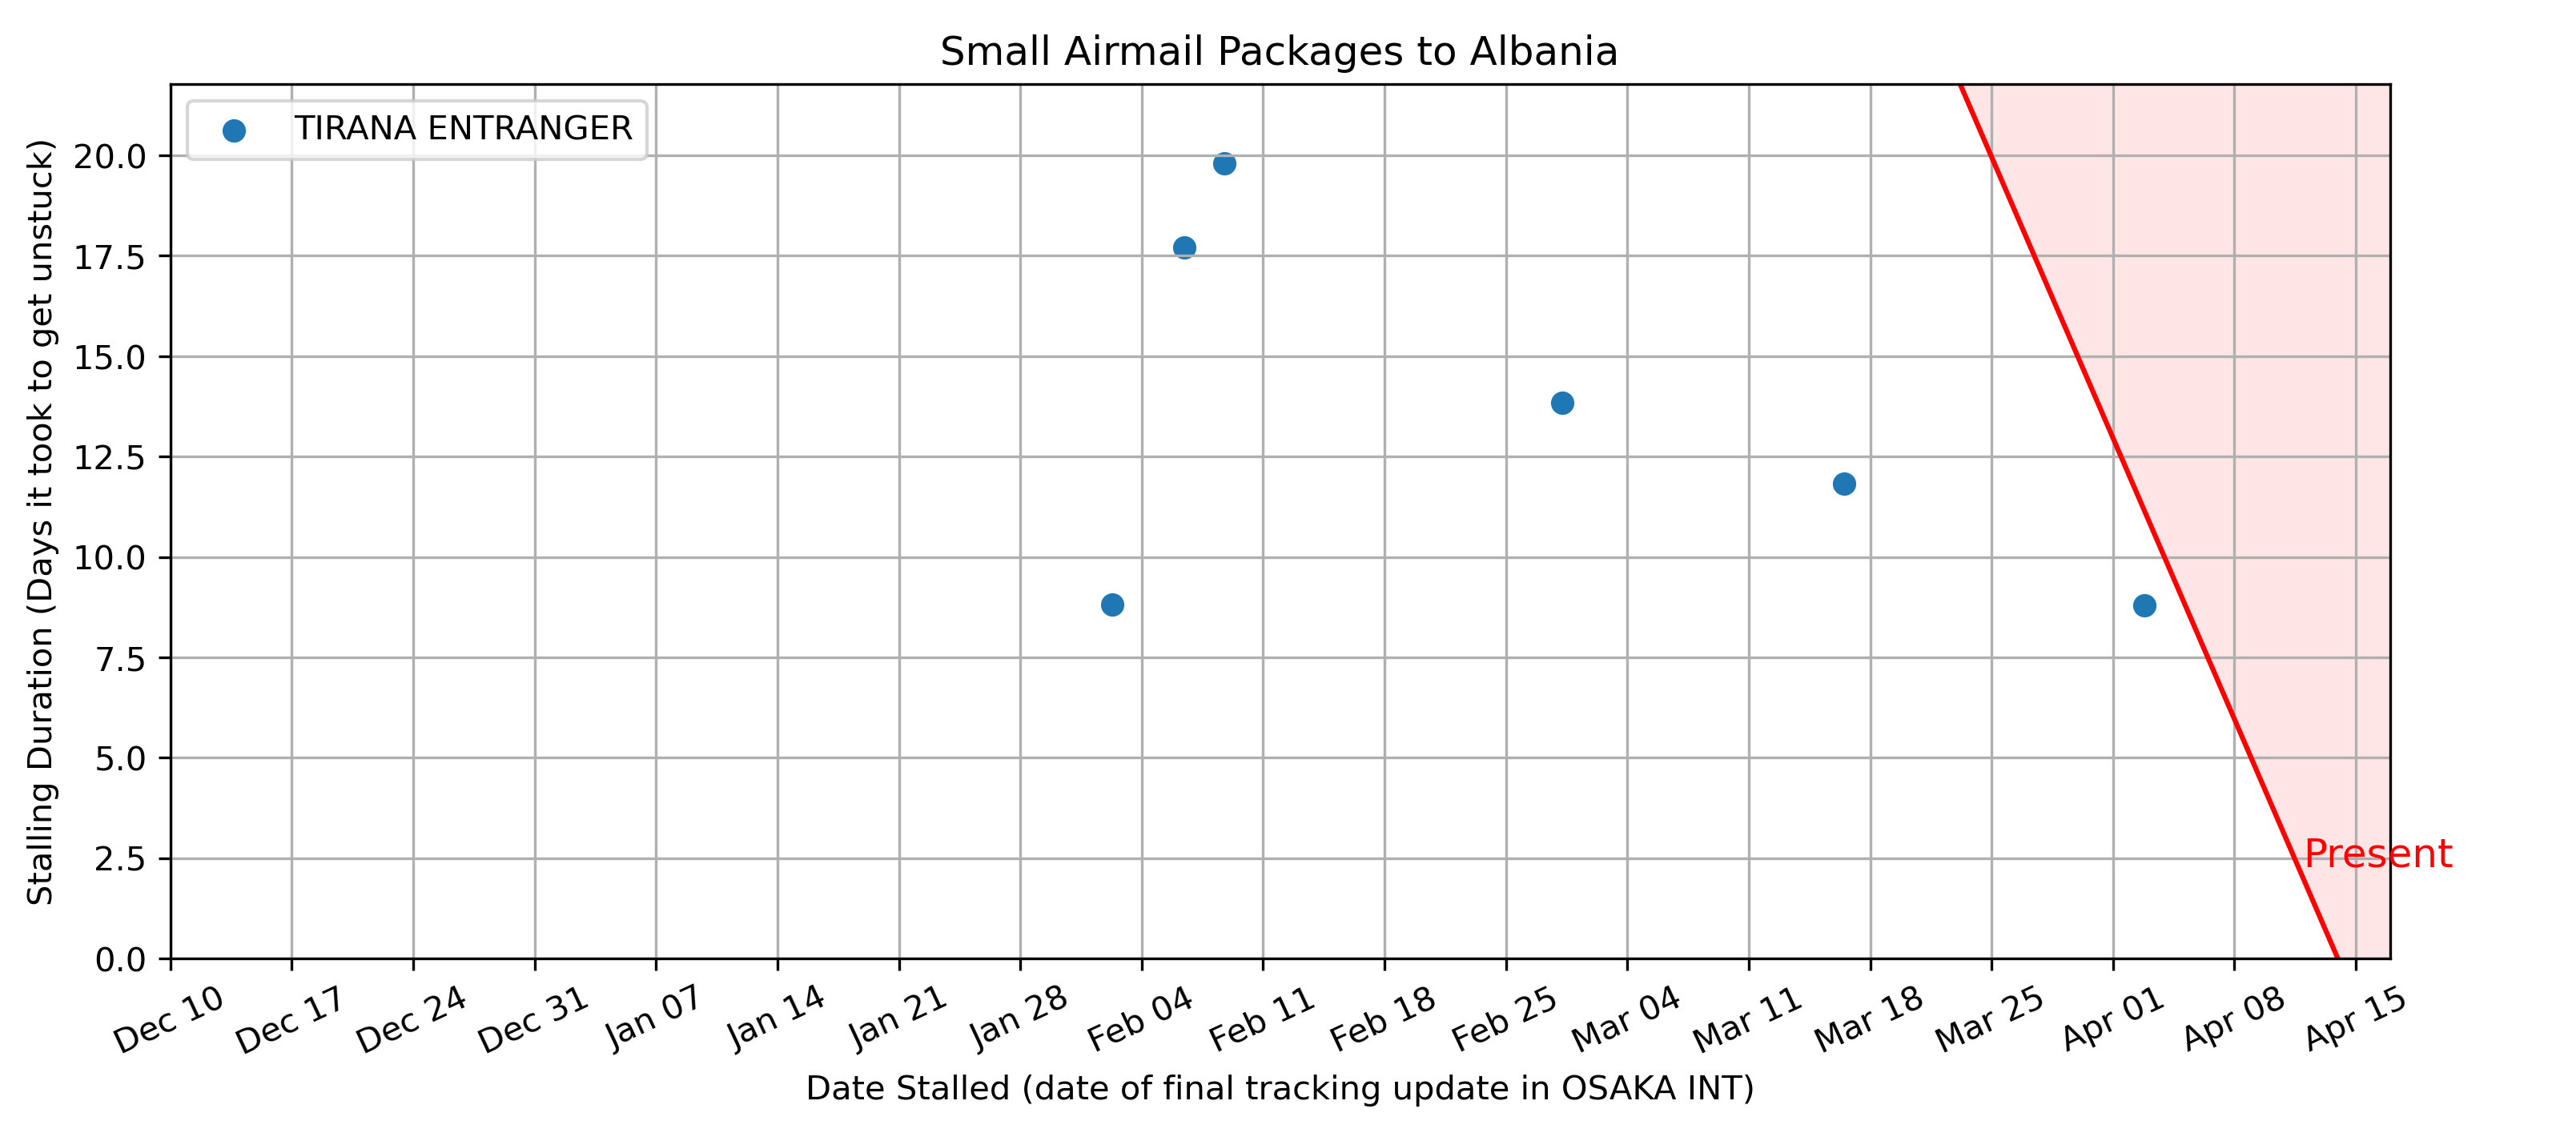 Small Airmail Packages to Albania
TIRANA ENTRANGER
Stalling Duration (Days it took to get unstuck)
20.0
17.5
15.0
12.5
10.0
7.5
5.0
2.5
0.0
Present
Dec 10 Dec 17 Dec 24 Dec 31 Jan 07 Jan 14 Jan 21 Jan 28 Feb 04 Feb 11 Feb 18 Feb 25 Mar 04 Mar 11 Mar 18 Mar 25 Apr 01 Apr 08 Apr 15
Date Stalled (date of final tracking update in OSAKA INT)